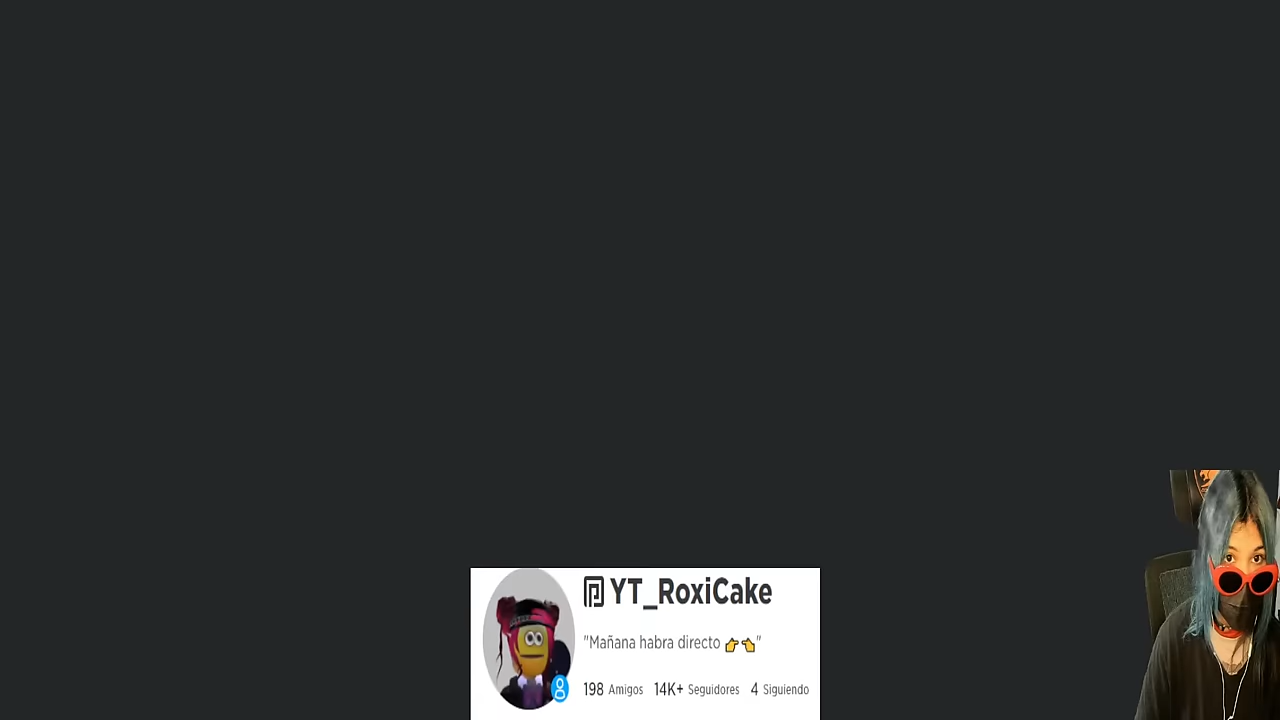 YT_RoxiCake
"Mañana habra directo 👉👈"
198 Amigos 14K+ Seguidores 4 Siguiendo